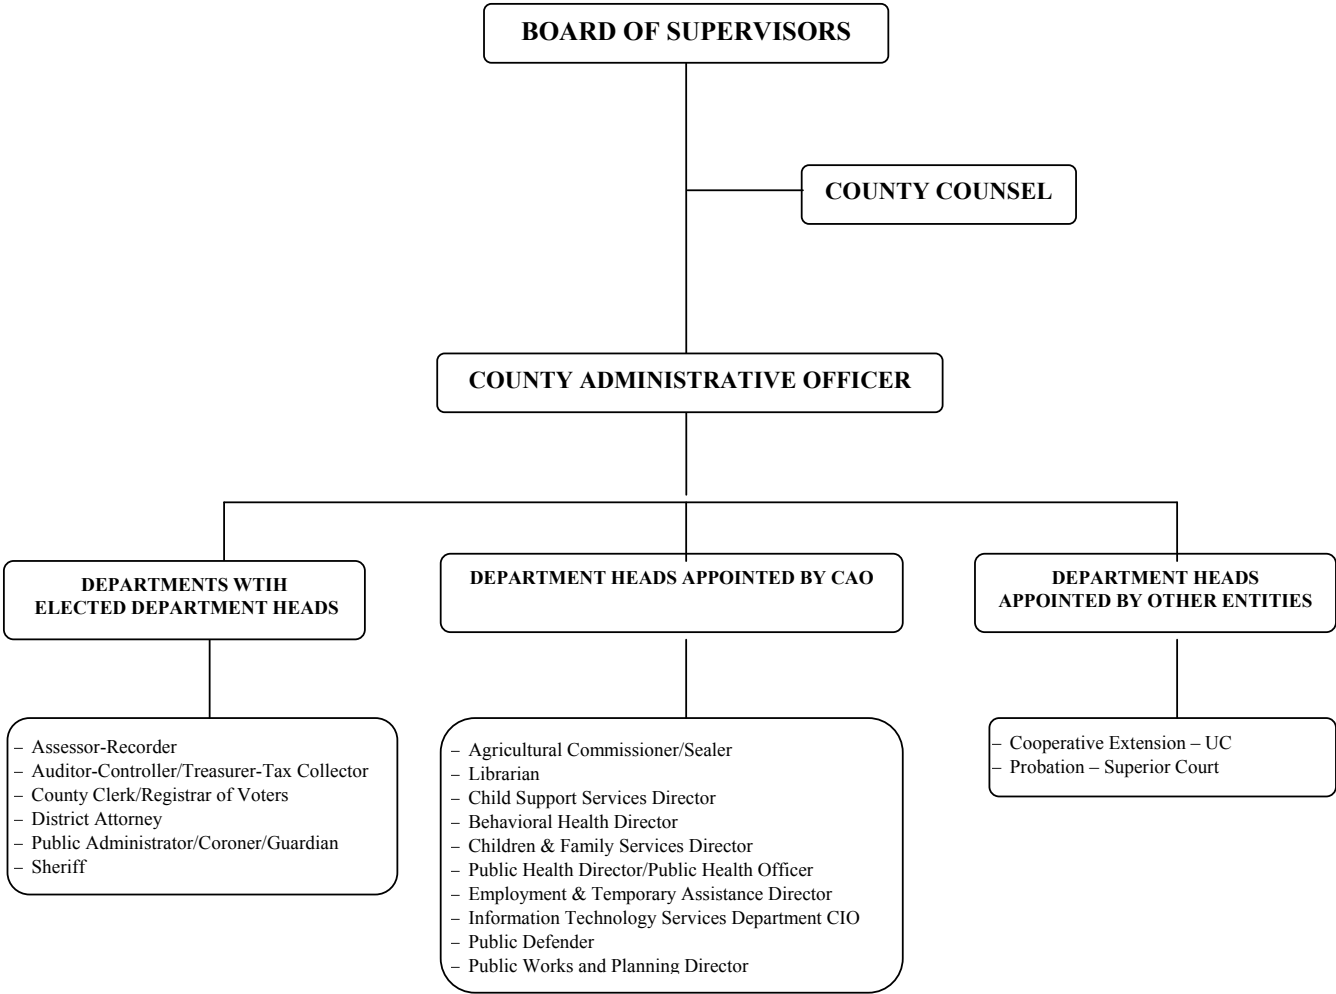 BOARD OF SUPERVISORS
COUNTY COUNSEL
COUNTY ADMINISTRATIVE OFFICER
DEPARTMENTS WTIH
ELECTED DEPARTMENT HEADS
DEPARTMENT HEADS APPOINTED BY CAO
DEPARTMENT HEADS
APPOINTED BY OTHER ENTITIES
– Assessor-Recorder
– Auditor-Controller/Treasurer-Tax Collector
– County Clerk/Registrar of Voters
– District Attorney
– Public Administrator/Coroner/Guardian
– Sheriff
– Agricultural Commissioner/Sealer
– Librarian
– Child Support Services Director
– Behavioral Health Director
– Children & Family Services Director
– Public Health Director/Public Health Officer
– Employment & Temporary Assistance Director
– Information Technology Services Department CIO
– Public Defender
– Public Works and Planning Director
– Cooperative Extension – UC
– Probation – Superior Court